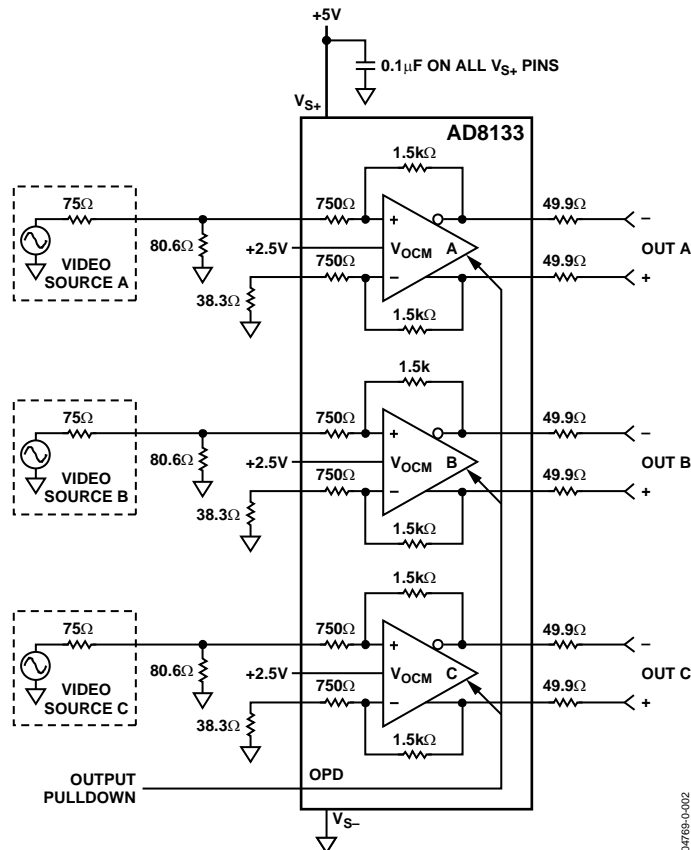 +5V
0.1µF ON ALL VS+ PINS
VS+
AD8133
1.5kΩ
75Ω
750Ω
49.9Ω
+
–
VIDEO
SOURCE A
80.6Ω
+2.5V
VOCM
A
OUT A
750Ω
–
49.9Ω
+
38.3Ω
1.5kΩ
1.5k
75Ω
750Ω
49.9Ω
+
–
VIDEO
SOURCE B
80.6Ω
+2.5V
VOCM
B
OUT B
750Ω
–
49.9Ω
+
38.3Ω
1.5kΩ
1.5kΩ
75Ω
750Ω
49.9Ω
+
–
VIDEO
SOURCE C
80.6Ω
+2.5V
VOCM
C
OUT C
750Ω
–
49.9Ω
+
38.3Ω
1.5kΩ
OUTPUT
PULLDOWN
OPD
VS–
04769-0-002